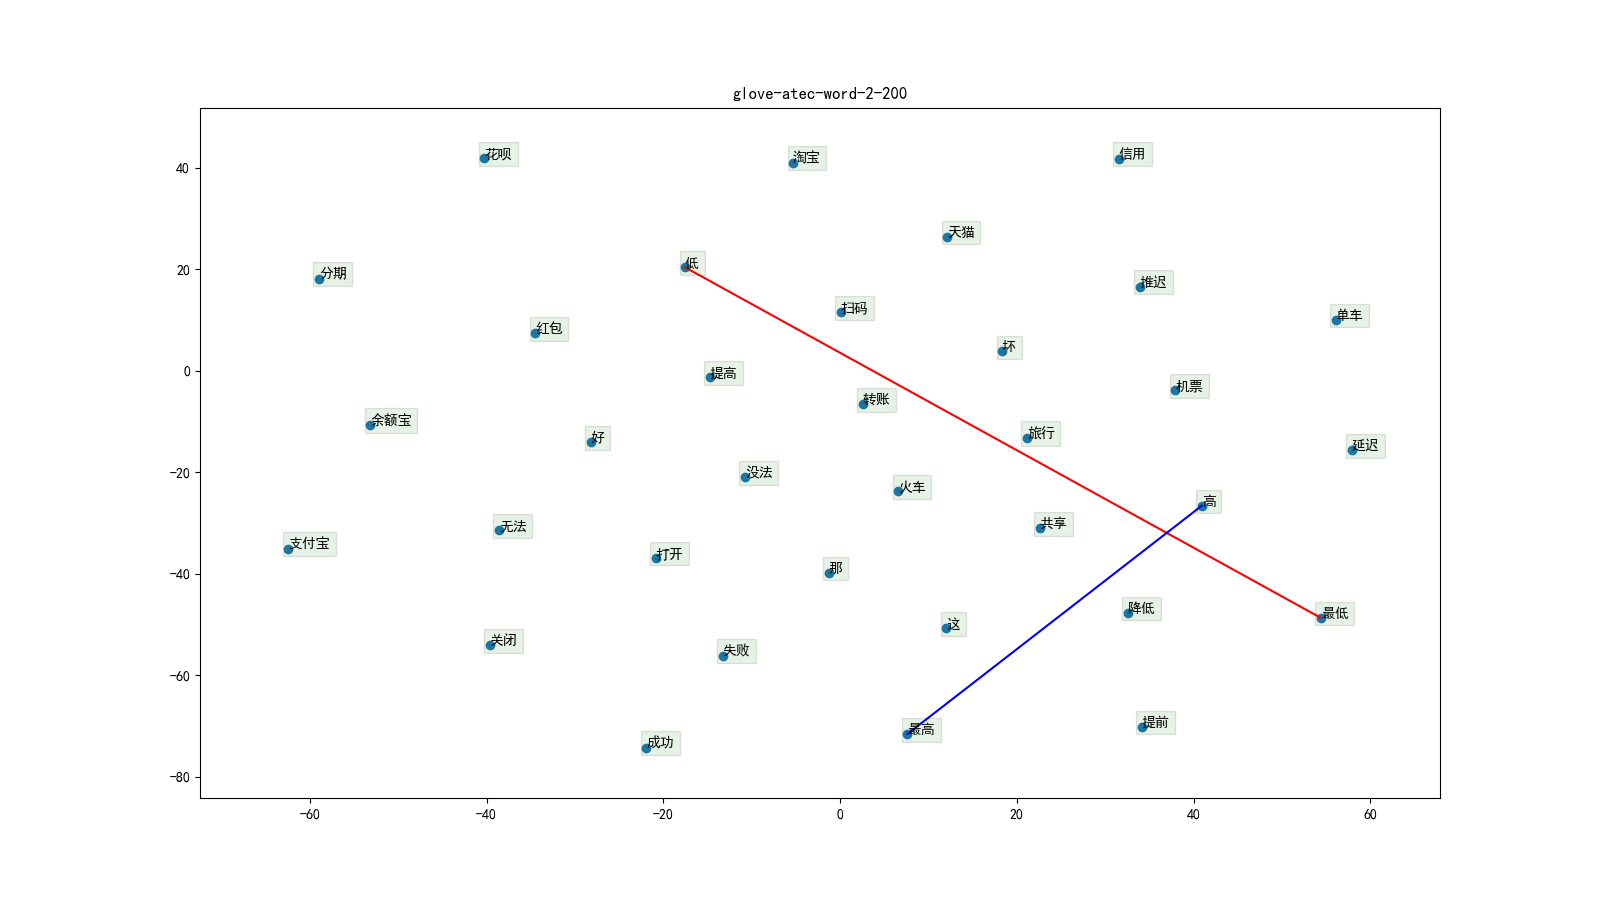 glove-atec-word-2-200
花呗
淘宝
信用
天猫
低
分期
推迟
扫码
单车
红包
坏
提高
机票
转账
余额宝
旅行
好
延迟
没法
火车
高
共享
无法
支付宝
打开
那
降低
最低
这
关闭
失败
提前
最高
成功
40
20
0
−20
−40
−60
−80
−60
−40
−20
0
20
40
60